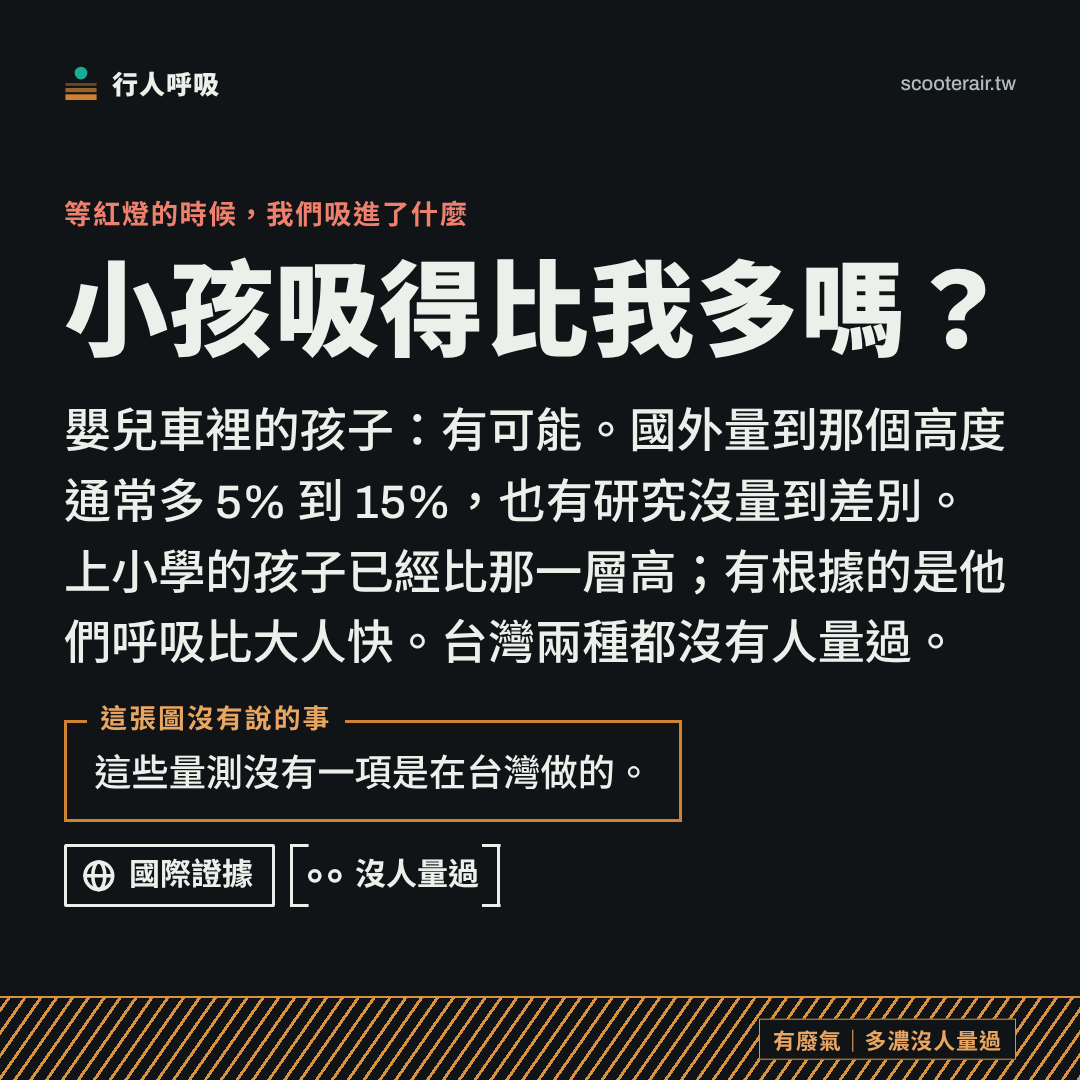 行人呼吸
scooterair.tw
等紅燈的時候，我們吸進了什麼
小孩吸得比我多嗎？
嬰兒車裡的孩子：有可能。國外量到那個高度
通常多 5% 到 15%，也有研究沒量到差別。
上小學的孩子已經比那一層高；有根據的是他
們呼吸比大人快。台灣兩種都沒有人量過。
這張圖沒有說的事
這些量測沒有一項是在台灣做的。
國際證據
沒人量過
有廢氣｜多濃沒人量過